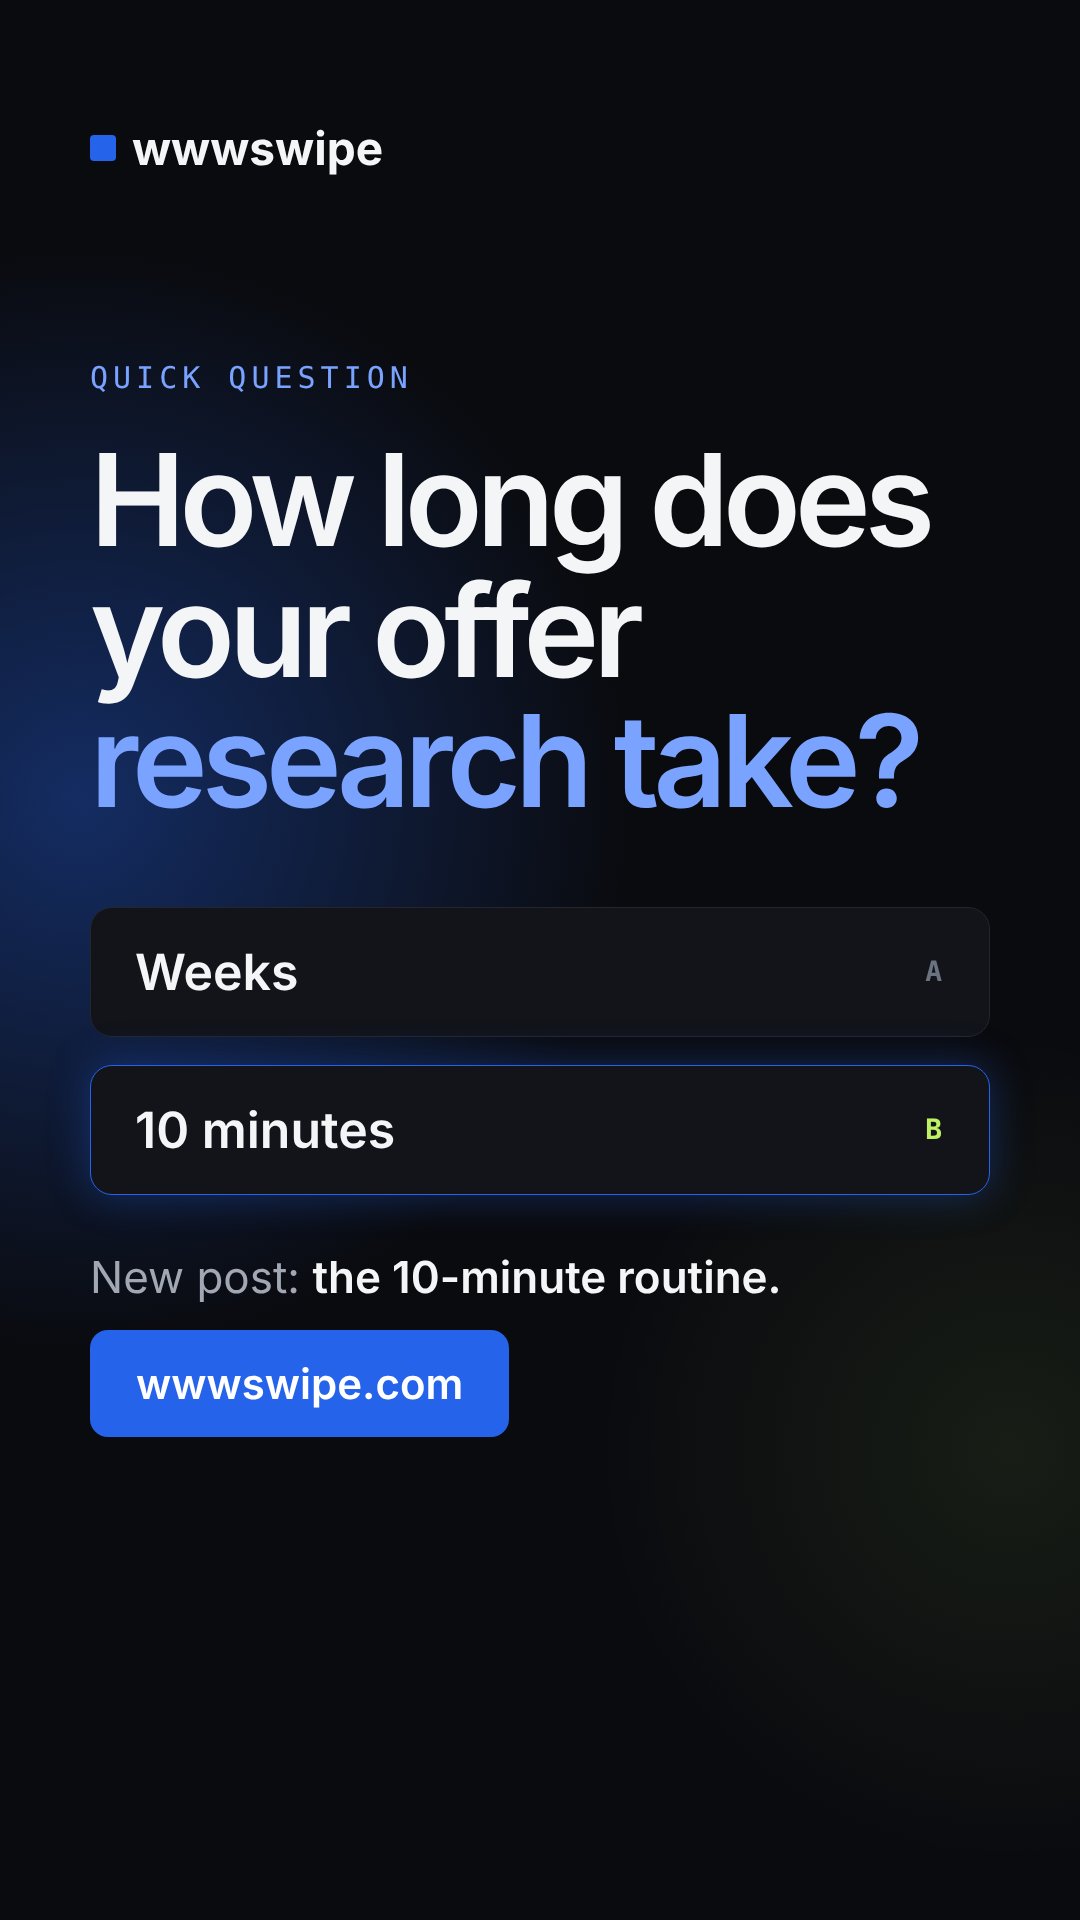 wwwswipe
QUICK QUESTION
How long does
your offer
research take?
Weeks A
10 minutes B
New post: the 10-minute routine.
wwwswipe.com